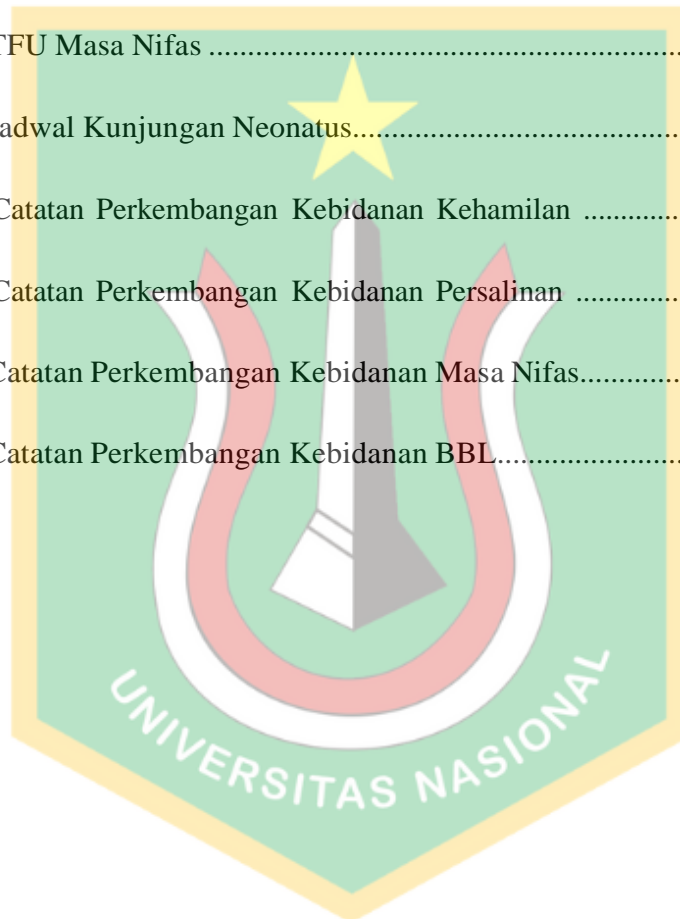 TFU Masa Nifas ..........................................................
adwal Kunjungan Neonatus........................................
Catatan Perkembangan Kebidanan Kehamilan .............
Catatan Perkembangan Kebidanan Persalinan .............
Catatan Perkembangan Kebidanan Masa Nifas.............
Catatan Perkembangan Kebidanan BBL.......................
UNIVERSITAS NASIONAL